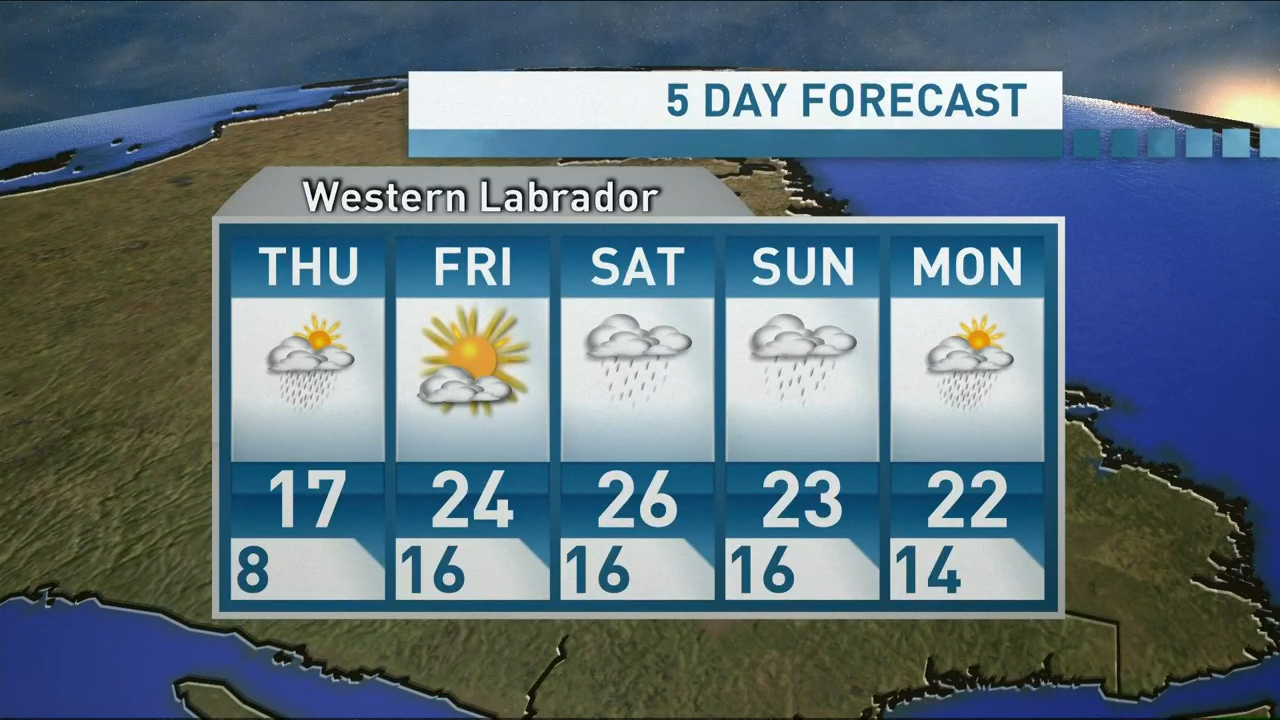 5 DAY FORECAST
Western Labrador
THU FRI SAT SUN MON
17 24 26 23 22
8 16 16 16 14